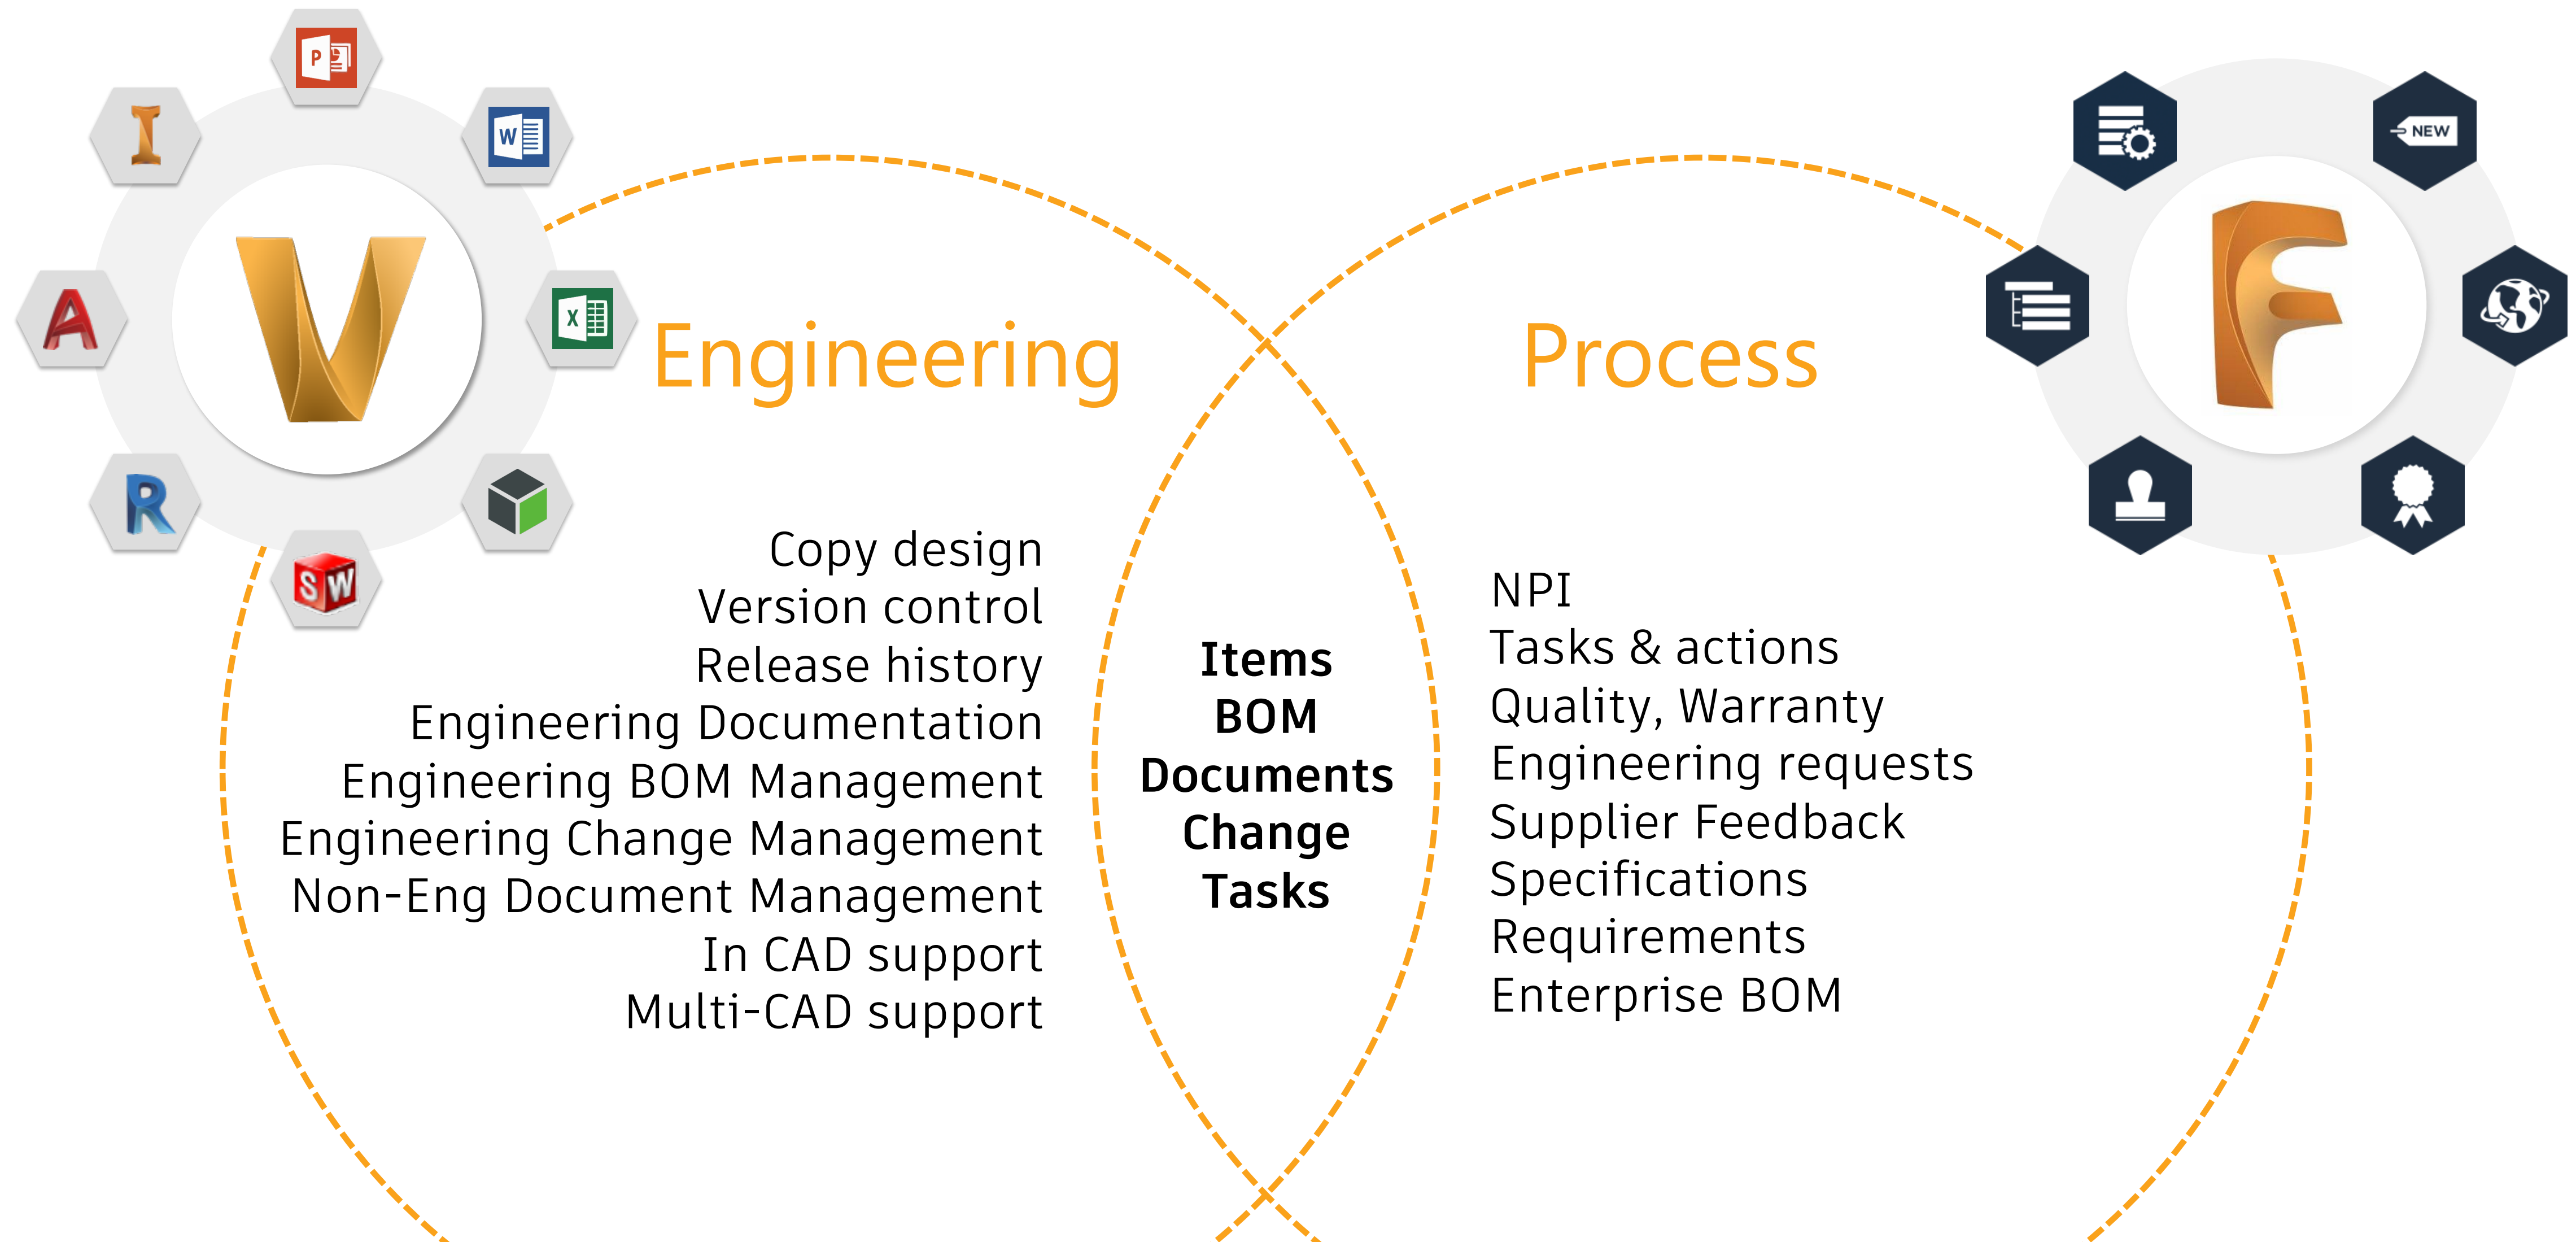 P
W
NEW
I
V
F
A
X
Engineering
Process
R
SW
Copy design
Version control
Release history
Engineering Documentation
Engineering BOM Management
Engineering Change Management
Non-Eng Document Management
In CAD support
Multi-CAD support
Items
BOM
Documents
Change
Tasks
NPI
Tasks & actions
Quality, Warranty
Engineering requests
Supplier Feedback
Specifications
Requirements
Enterprise BOM